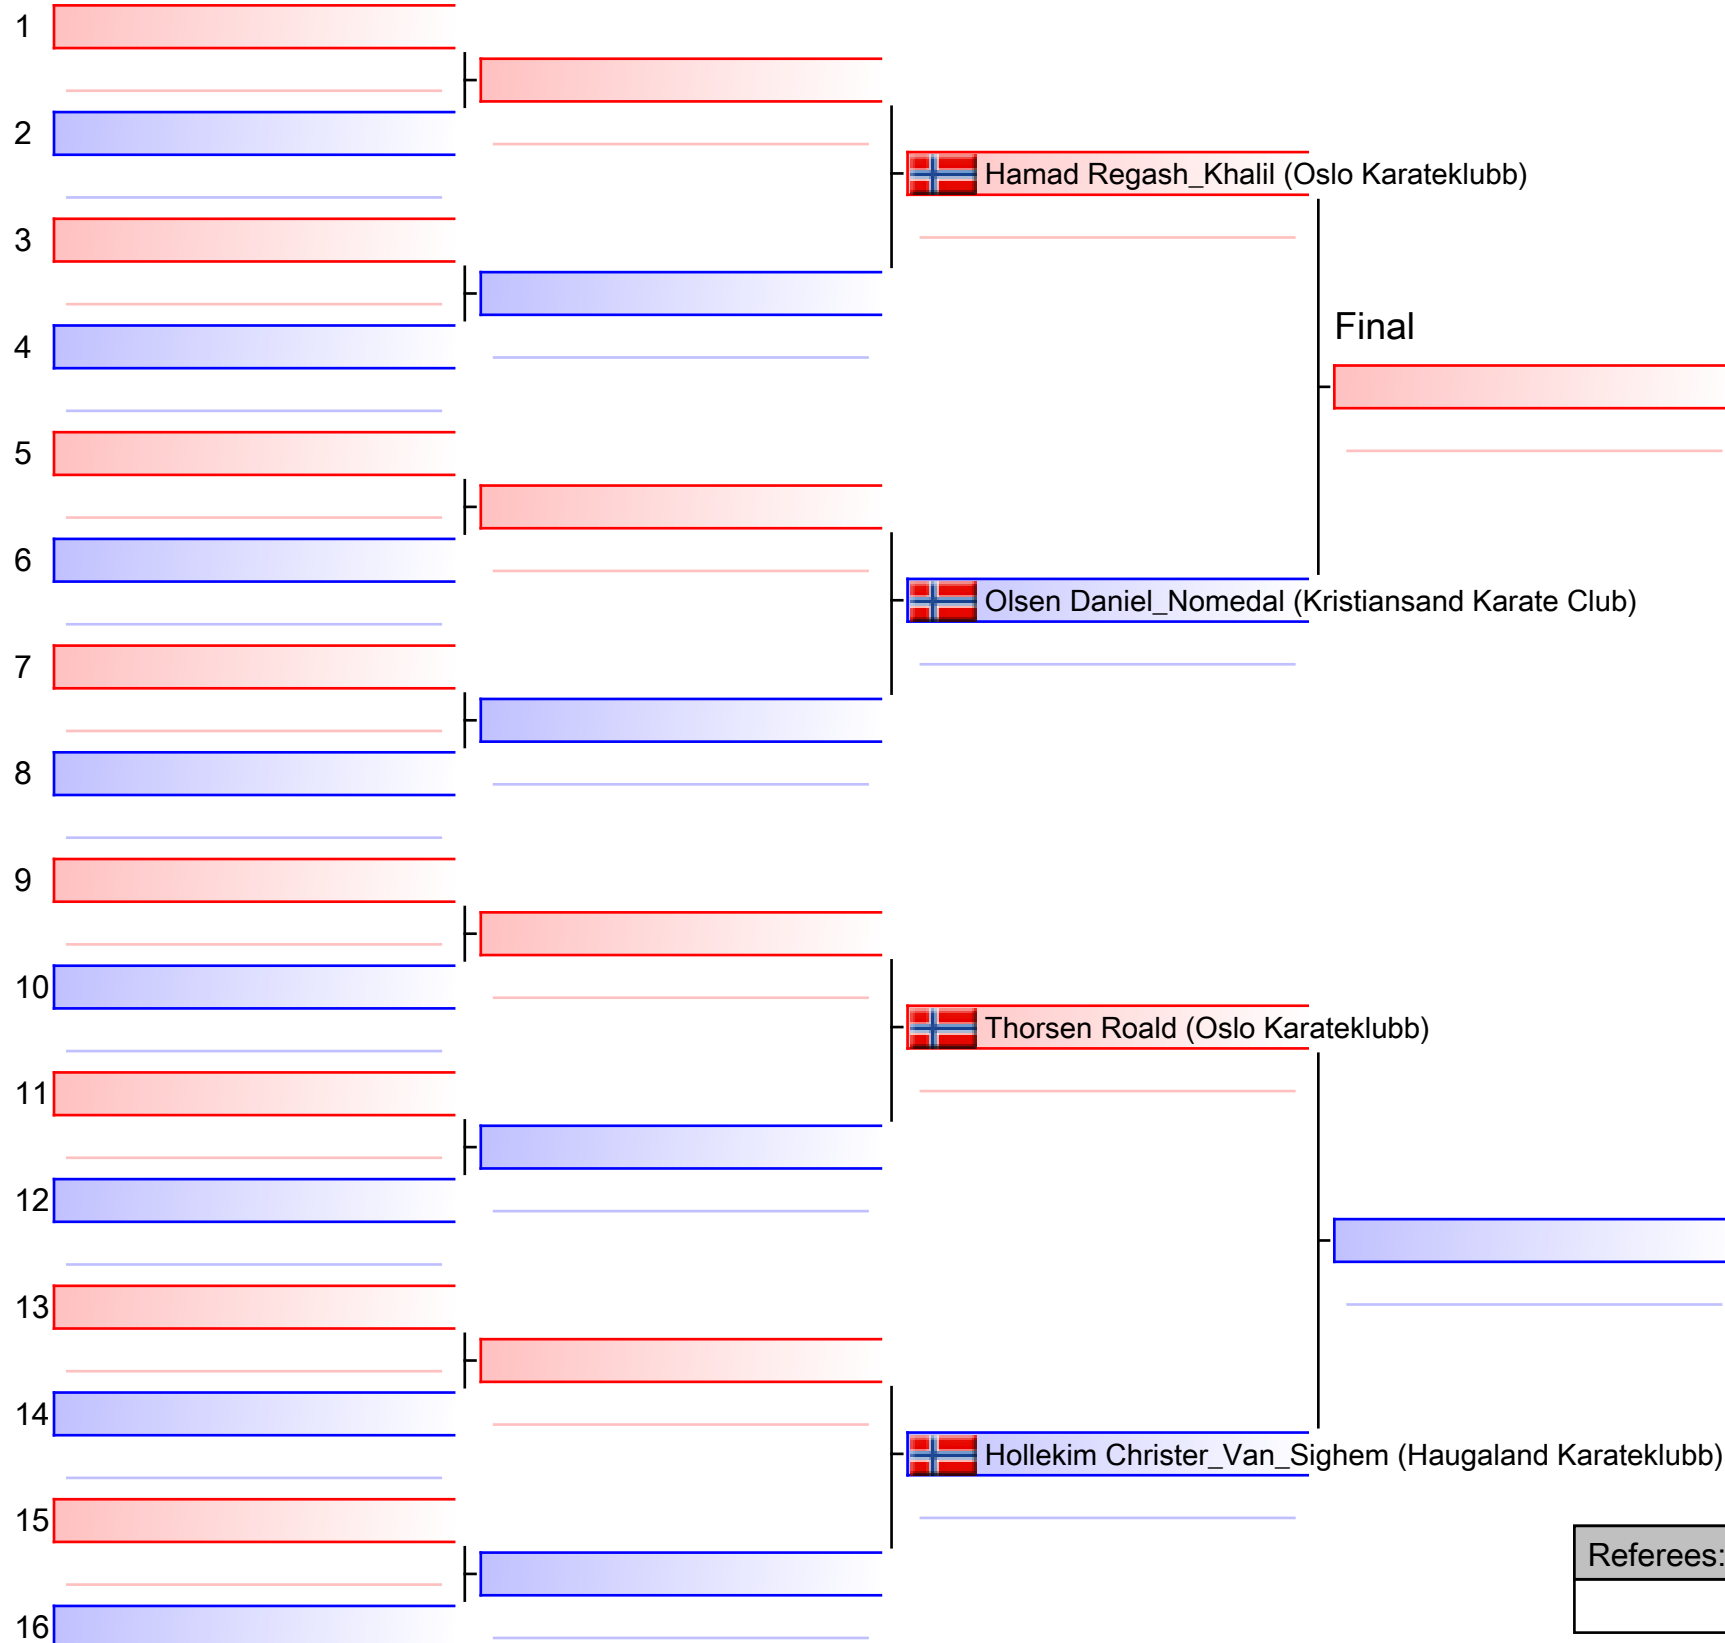 1
2
Hamad Regash_Khalil (Oslo Karateklubb)
3
Final
4
5
6
Olsen Daniel_Nomedal (Kristiansand Karate Club)
7
8
9
10
Thorsen Roald (Oslo Karateklubb)
11
12
13
14
Hollekim Christer_Van_Sighem (Haugaland Karateklubb)
15
Referees:
16